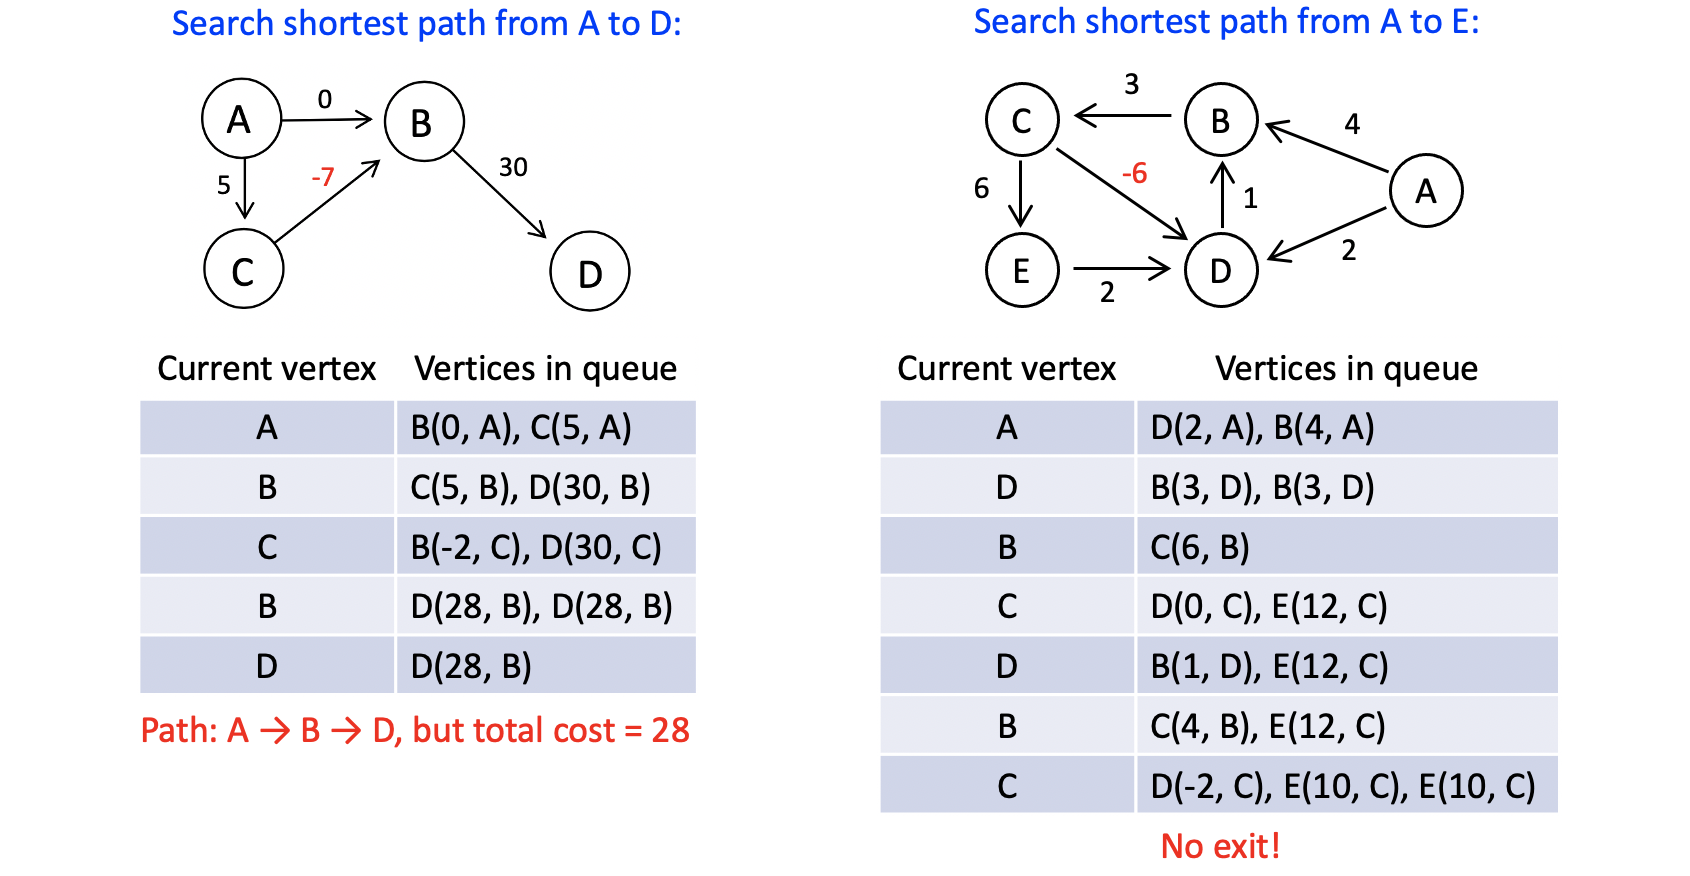 Search shortest path from A to D:
A
0
B
5
-7
30
C
D
Current vertex Vertices in queue
A B(0, A), C(5, A)
B C(5, B), D(30, B)
C B(-2, C), D(30, C)
B D(28, B), D(28, B)
D D(28, B)
Path: A → B → D, but total cost = 28
Search shortest path from A to E:
C
3
B
4
6
-6
1
A
E
2
D
2
Current vertex Vertices in queue
A D(2, A), B(4, A)
D B(3, D), B(3, D)
B C(6, B)
C D(0, C), E(12, C)
D B(1, D), E(12, C)
B C(4, B), E(12, C)
C D(-2, C), E(10, C), E(10, C)
No exit!